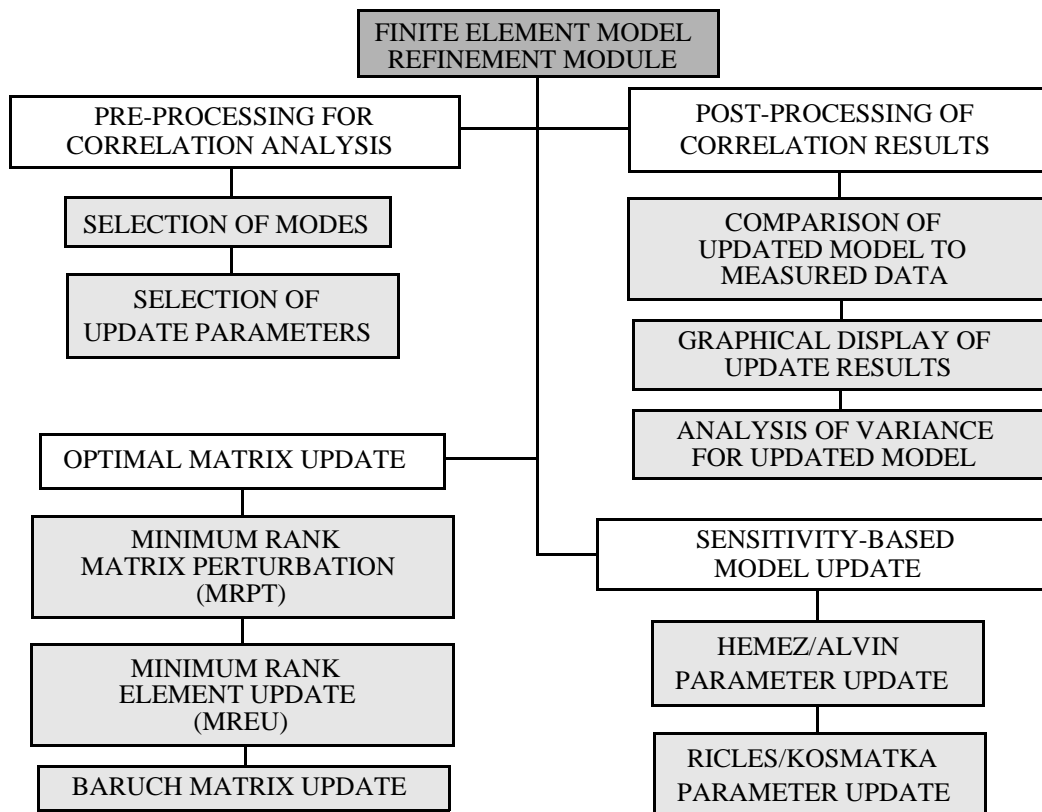 FINITE ELEMENT MODEL
REFINEMENT MODULE
PRE-PROCESSING FOR
CORRELATION ANALYSIS
SELECTION OF MODES
SELECTION OF
UPDATE PARAMETERS
POST-PROCESSING OF
CORRELATION RESULTS
COMPARISON OF
UPDATED MODEL TO
MEASURED DATA
GRAPHICAL DISPLAY OF
UPDATE RESULTS
ANALYSIS OF VARIANCE
FOR UPDATED MODEL
OPTIMAL MATRIX UPDATE
MINIMUM RANK
MATRIX PERTURBATION
(MRPT)
MINIMUM RANK
ELEMENT UPDATE
(MREU)
BARUCH MATRIX UPDATE
SENSITIVITY-BASED
MODEL UPDATE
HEMEZ/ALVIN
PARAMETER UPDATE
RICLES/KOSMATKA
PARAMETER UPDATE